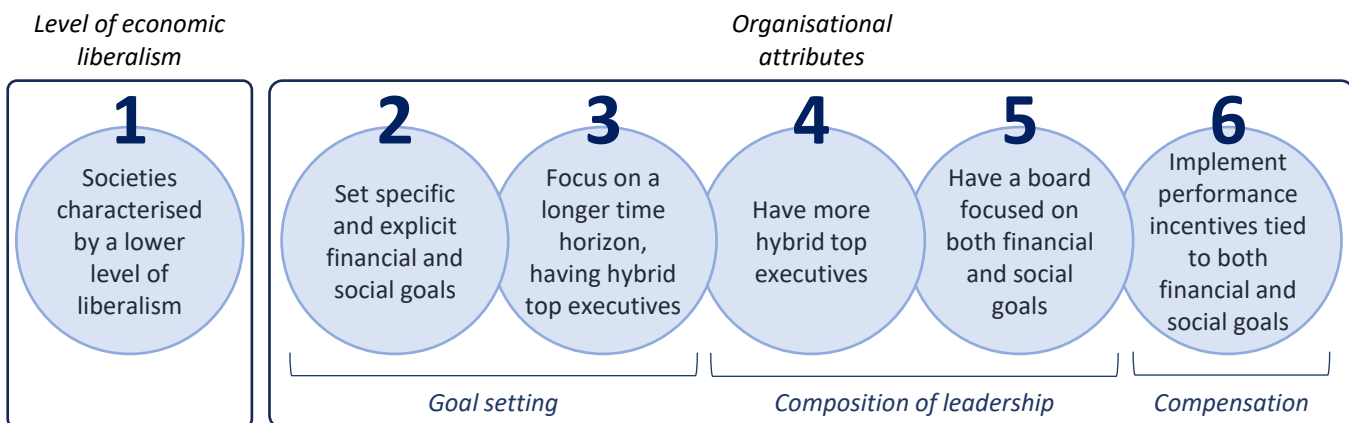 Level of economic
liberalism
Organisational
attributes
1
Societies
characterised
by a lower
level of
liberalism
2
Set specific
and explicit
financial and
social goals
3
Focus on a
longer time
horizon,
having hybrid
top executives
4
Have more
hybrid top
executives
5
Have a board
focused on
both financial
and social
goals
6
Implement
performance
incentives tied
to both
financial and
social goals
Goal setting
Composition of leadership
Compensation